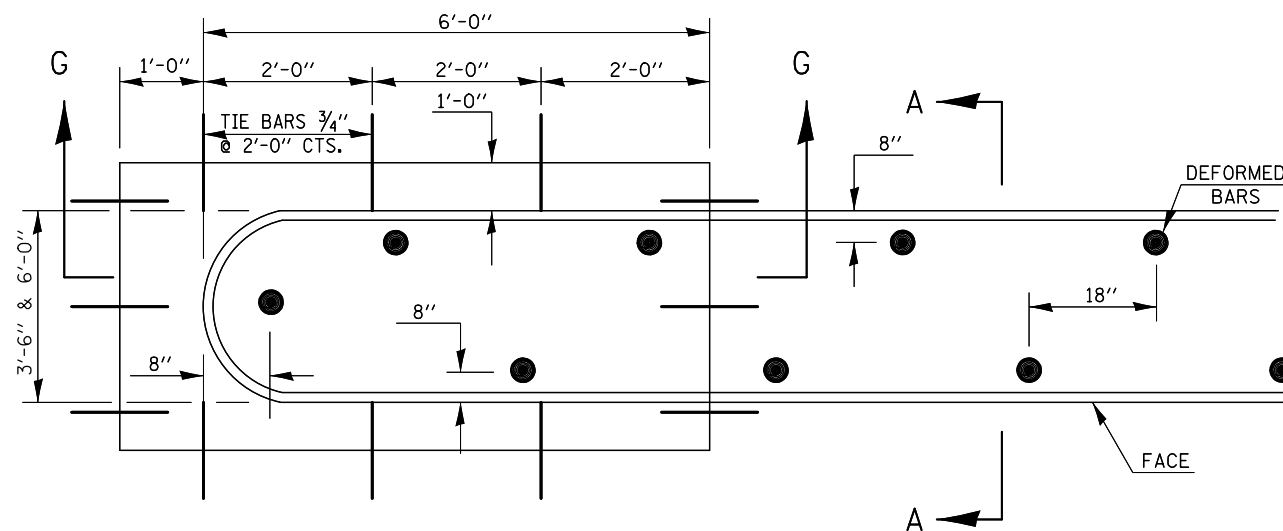 6'-0"
G
1'-0"
2'-0"
2'-0"
2'-0"
G
1'-0"
A
TIE BARS 3/4"
@ 2'-0" CTS.
8"
DEFORMED
BARS
3'-6" & 6'-0"
18"
8"
8"
FACE
A